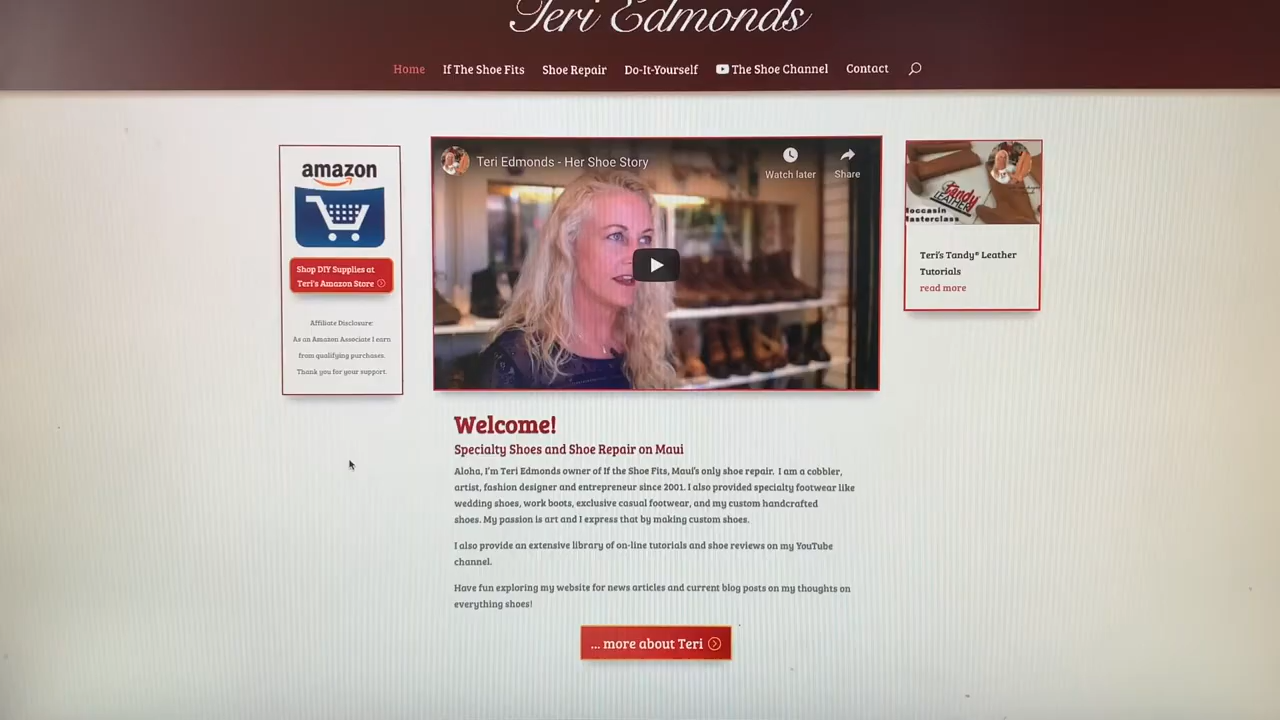 Teri Edmonds
Home If The Shoe Fits Shoe Repair Do-It-Yourself The Shoe Channel Contact
amazon
Shop DIY Supplies at
Teri's Amazon Store
Affiliate Disclosure:
As an Amazon Associate I earn
from qualifying purchases.
Thank you for your support.
Teri Edmonds - Her Shoe Story
Watch later
Share
Tandy
LEATHER
loccasin
lasterclass
Teri's Tandy® Leather
Tutorials
read more
Welcome!
Specialty Shoes and Shoe Repair on Maui
Aloha, I'm Teri Edmonds owner of If the Shoe Fits, Maui's only shoe repair. I am a cobbler,
artist, fashion designer and entrepreneur since 2001. I also provided specialty footwear like
wedding shoes, work boots, exclusive casual footwear, and my custom handcrafted
shoes. My passion is art and I express that by making custom shoes.
I also provide an extensive library of on-line tutorials and shoe reviews on my YouTube
channel.
Have fun exploring my website for news articles and current blog posts on my thoughts on
everything shoes!
... more about Teri